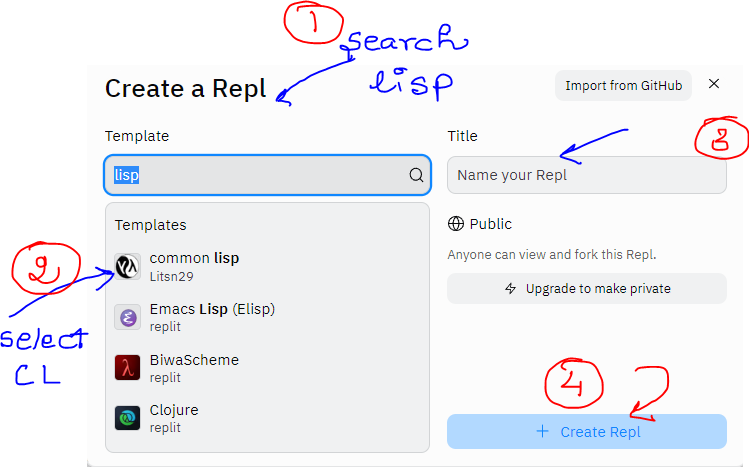 1
search
lisp
Create a Repl
Import from GitHub
Template
Title
3
lisp
Name your Repl
Templates
Public
common lisp
Litsn29
Anyone can view and fork this Repl.
2
Upgrade to make private
Emacs Lisp (Elisp)
replit
select
CL
BiwaScheme
replit
4
Clojure
replit
+ Create Repl